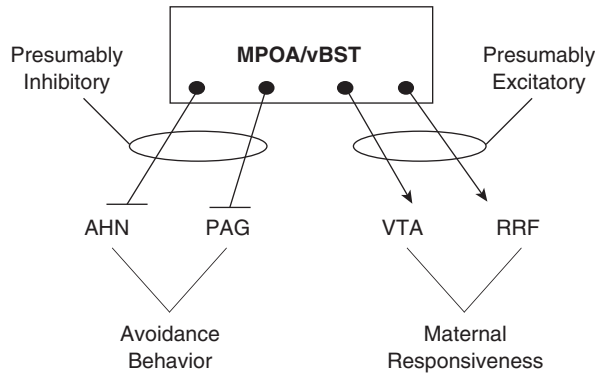 MPOA/vBST
Presumably
Inhibitory
Presumably
Excitatory
AHN
PAG
VTA
RRF
Avoidance
Behavior
Maternal
Responsiveness